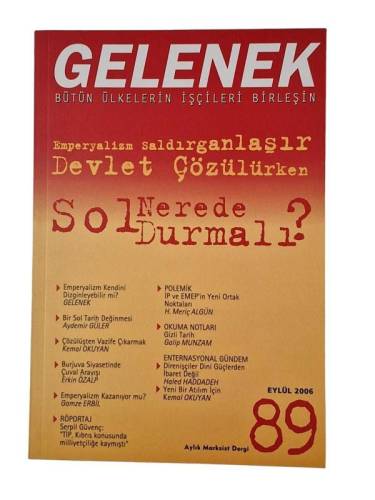 GELENEK
BÜTÜN ÜLKELERİN İŞÇİLERİ BİRLEŞİN
Emperyalizm Saldırganlaşır
Devlet Çözülürken
Sol Nerede
Durmalı?
Emperyalizm Kendini
Dizginleyebilir mi?
GELENEK
Bir Sol Tarih Değinmesi
Aydemir GÜLER
Çözülüşten Vazife Çıkarmak
Kemal OKUYAN
Burjuva Siyasetinde
Çuval Arayışı
Erkin ÖZALP
Emperyalizm Kazanıyor mu?
Gamze ERBİL
RÖPORTAJ
Serpil Güvenç:
"TİP, Kıbrıs konusunda
milliyetçiliğe kaymıştı"
POLEMİK
İP ve EMEP'in Yeni Ortak
Noktaları
H. Meriç ALGÜN
OKUMA NOTLARI
Gizli Tarih
Galip MUNZAM
ENTERNASYONAL GÜNDEM
Direnişçiler Dini Güçlerden
İbaret Değil
Haled HADDADEH
Yeni Bir Atılım İçin
Kemal OKUYAN
EYLÜL 2006
89
Aylık Marksist Dergi